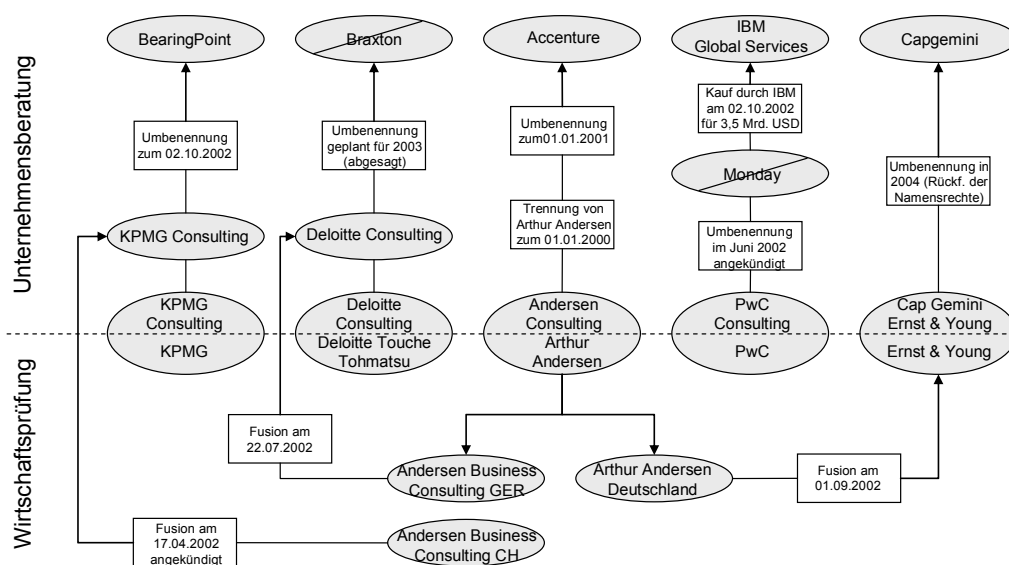 Unternehmensberatung
Wirtschaftsprüfung
BearingPoint
Braxton
Accenture
IBM
Global Services
Capgemini
Umbenennung
zum 02.10.2002
Umbenennung
geplant für 2003
(abgesagt)
Umbenennung
zum01.01.2001
Kauf durch IBM
am 02.10.2002
für 3,5 Mrd. USD
Monday
Umbenennung in
2004 (Rückf. der
Namensrechte)
KPMG Consulting
Deloitte Consulting
Trennung von
Arthur Andersen
zum 01.01.2000
Umbenennung
im Juni 2002
angekündigt
KPMG
Consulting
KPMG
Deloitte
Consulting
Deloitte Touche
Tohmatsu
Andersen
Consulting
Arthur
Andersen
PwC
Consulting
PwC
Cap Gemini
Ernst & Young
Ernst & Young
Fusion am
22.07.2002
Andersen Business
Consulting GER
Arthur Andersen
Deutschland
Fusion am
01.09.2002
Fusion am
17.04.2002
angekündigt
Andersen Business
Consulting CH